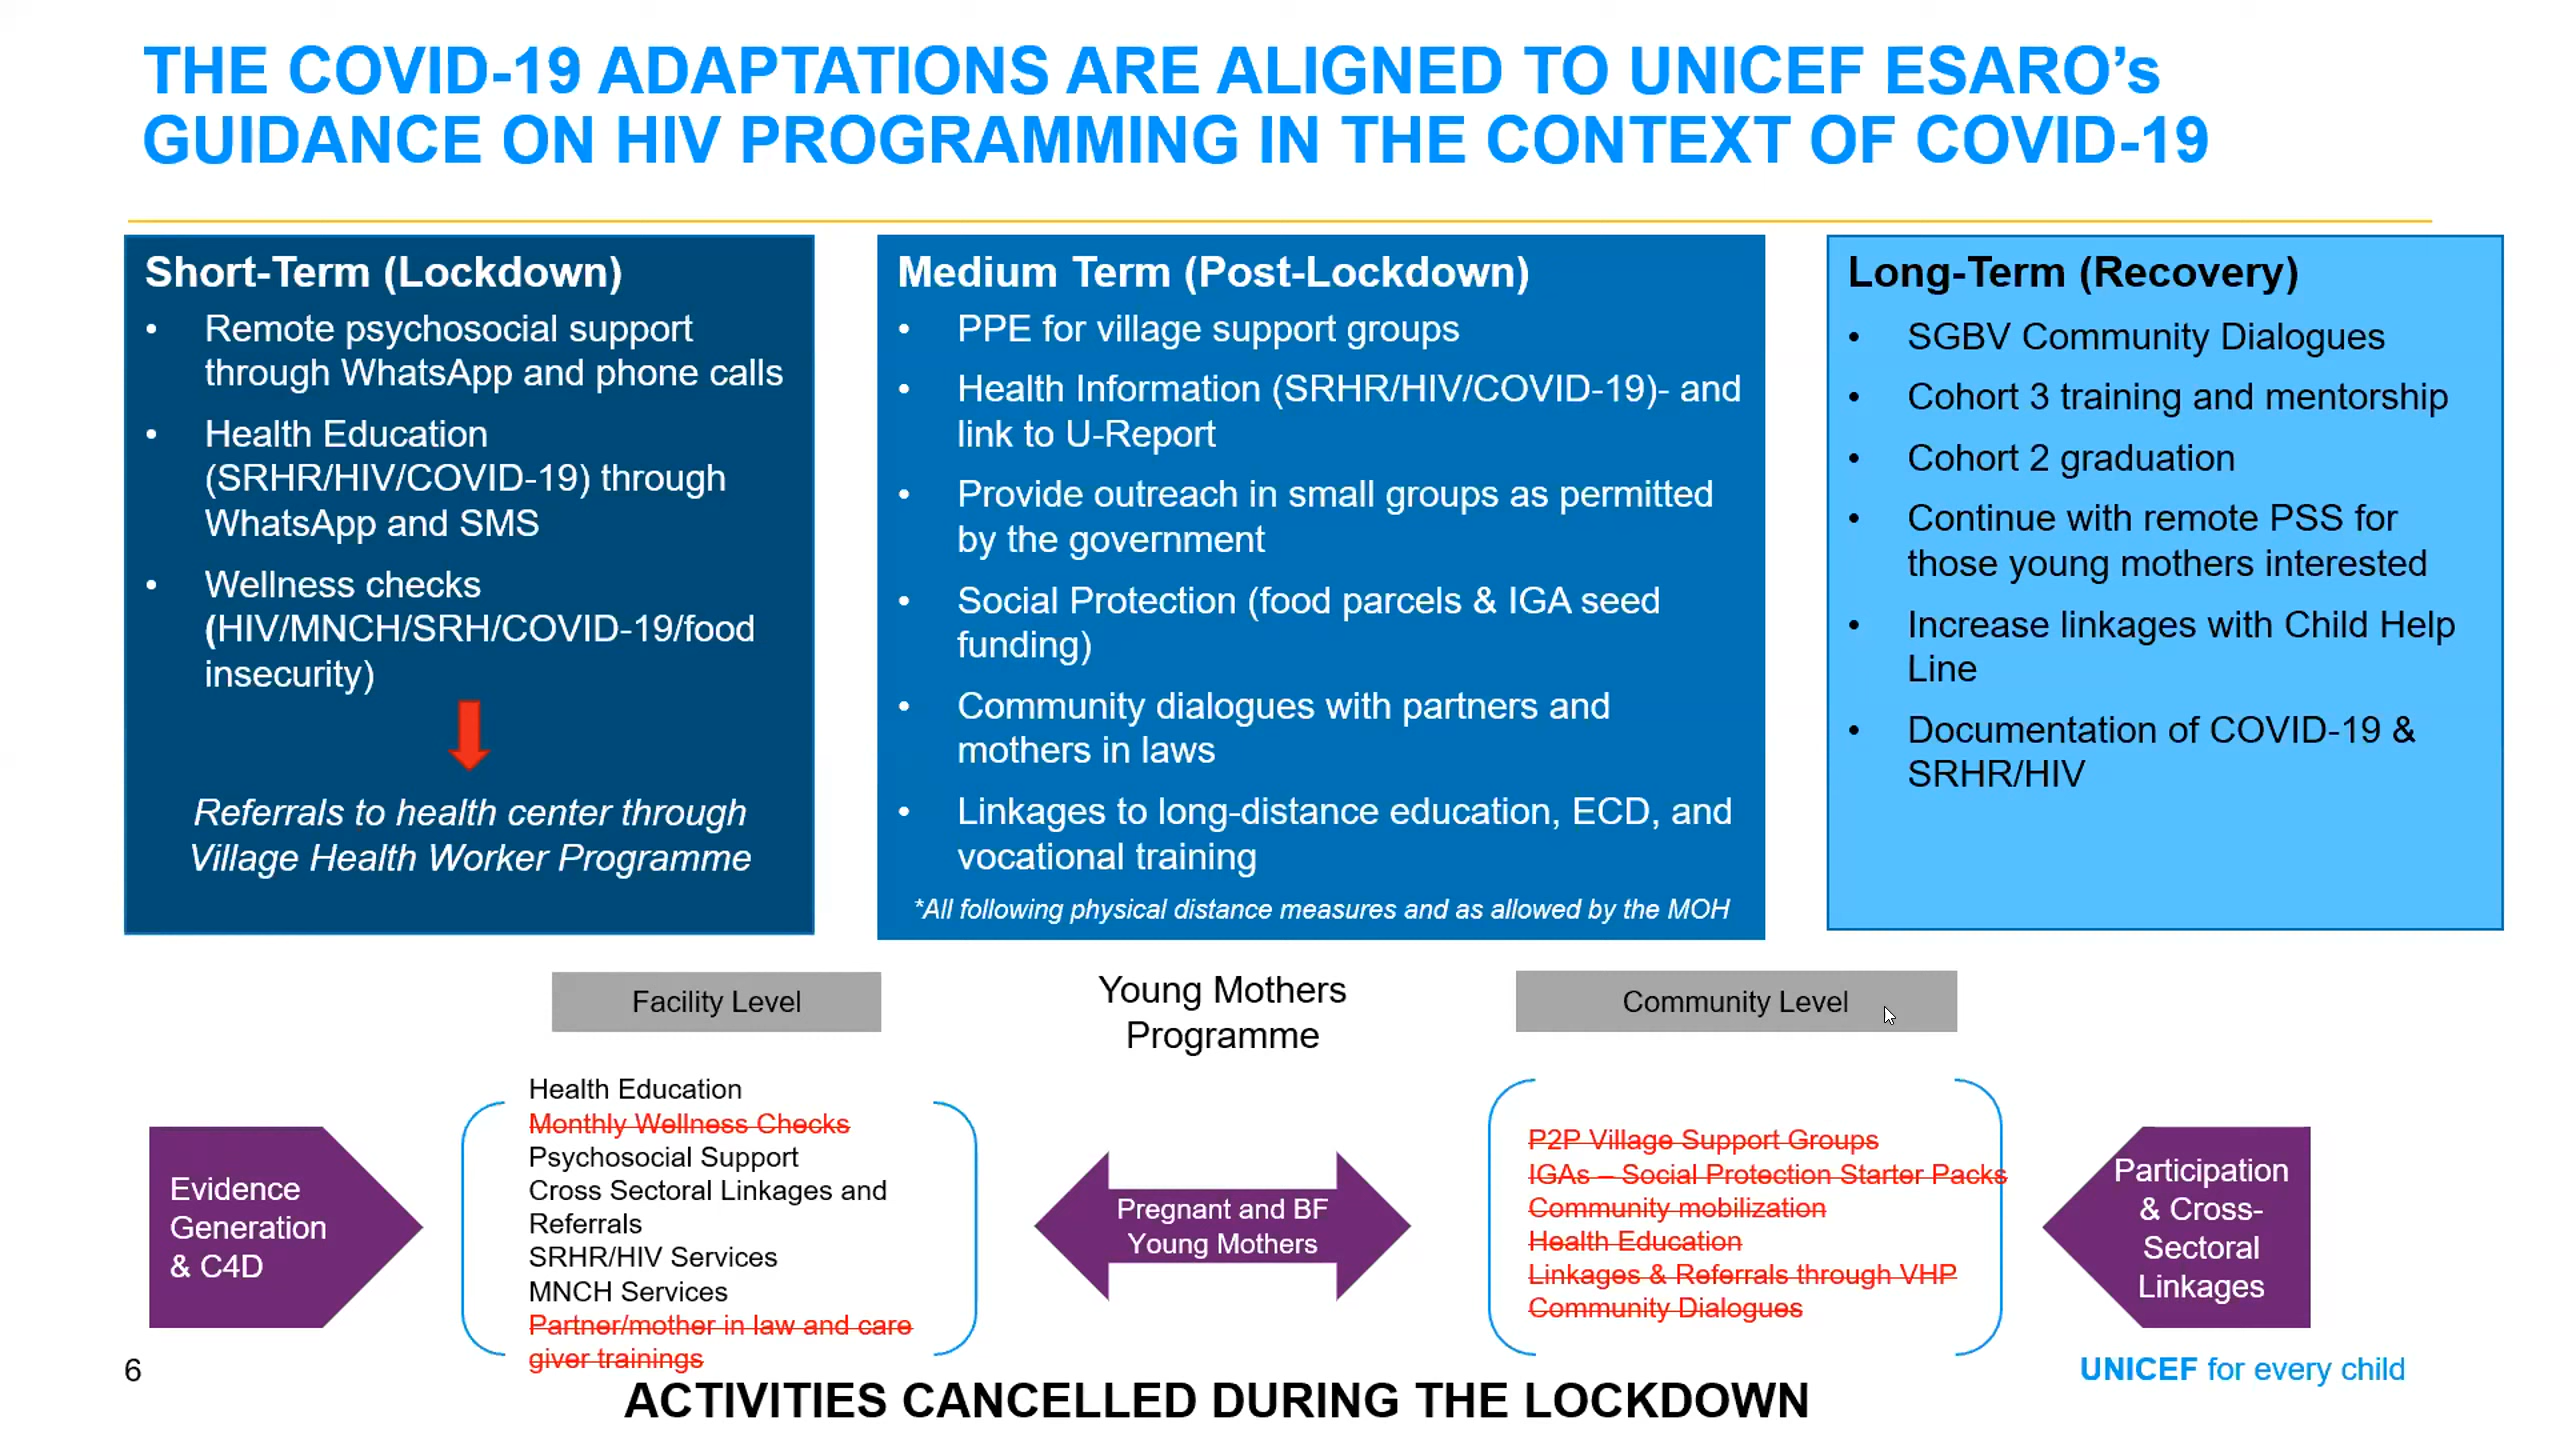 THE COVID-19 ADAPTATIONS ARE ALIGNED TO UNICEF ESARO’s
GUIDANCE ON HIV PROGRAMMING IN THE CONTEXT OF COVID-19
Short-Term (Lockdown)
• Remote psychosocial support
through WhatsApp and phone calls
• Health Education
(SRHR/HIV/COVID-19) through
WhatsApp and SMS
• Wellness checks
(HIV/MNCH/SRH/COVID-19/food
insecurity)
Referrals to health center through
Village Health Worker Programme
Medium Term (Post-Lockdown)
• PPE for village support groups
• Health Information (SRHR/HIV/COVID-19)- and
link to U-Report
• Provide outreach in small groups as permitted
by the government
• Social Protection (food parcels & IGA seed
funding)
• Community dialogues with partners and
mothers in laws
• Linkages to long-distance education, ECD, and
vocational training
*All following physical distance measures and as allowed by the MOH
Long-Term (Recovery)
• SGBV Community Dialogues
• Cohort 3 training and mentorship
• Cohort 2 graduation
• Continue with remote PSS for
those young mothers interested
• Increase linkages with Child Help
Line
• Documentation of COVID-19 &
SRHR/HIV
Facility Level
Young Mothers
Programme
Community Level
Evidence
Generation
& C4D
Health Education
Monthly Wellness Checks
Psychosocial Support
Cross Sectoral Linkages and
Referrals
SRHR/HIV Services
MNCH Services
Partner/mother in law and care
giver trainings
Pregnant and BF
Young Mothers
P2P Village Support Groups
IGAs – Social Protection Starter Packs
Community mobilization
Health Education
Linkages & Referrals through VHP
Community Dialogues
Participation
& Cross-
Sectoral
Linkages
6
UNICEF for every child
ACTIVITIES CANCELLED DURING THE LOCKDOWN